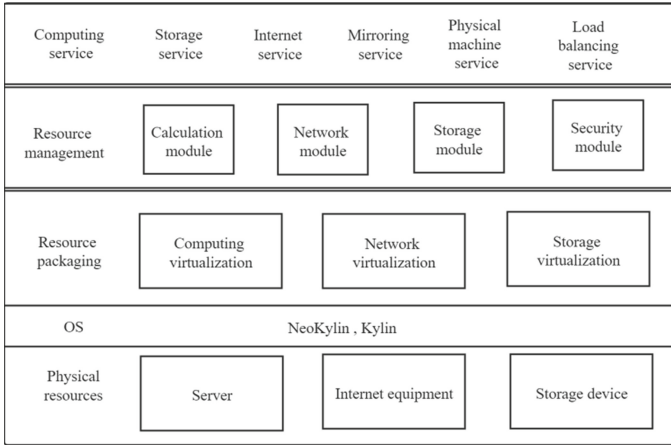 Computing
service
Storage
service
Internet
service
Mirroring
service
Physical
machine
service
Load
balancing
service
Resource
management
Calculation
module
Network
module
Storage
module
Security
module
Resource
packaging
Computing
virtualization
Network
virtualization
Storage
virtualization
OS
NeoKylin , Kylin
Physical
resources
Server
Internet equipment
Storage device